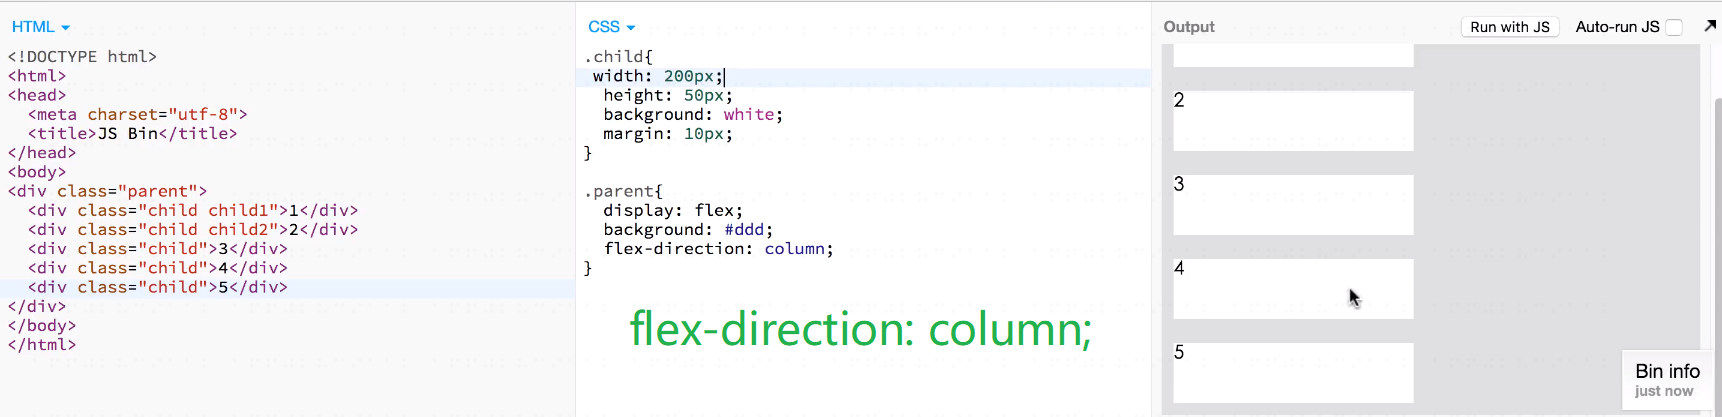 HTML
<!DOCTYPE html>
<html>
<head>
  <meta charset="utf-8">
  <title>JS Bin</title>
</head>
<body>
<div class="parent">
  <div class="child child1">1</div>
  <div class="child child2">2</div>
  <div class="child">3</div>
  <div class="child">4</div>
  <div class="child">5</div>
</div>
</body>
</html>
CSS
.child{
 width: 200px;
  height: 50px;
  background: white;
  margin: 10px;
}
.parent{
  display: flex;
  background: #ddd;
  flex-direction: column;
}
flex-direction: column;
Output
Run with JS
Auto-run JS
2
3
4
5
Bin info
just now